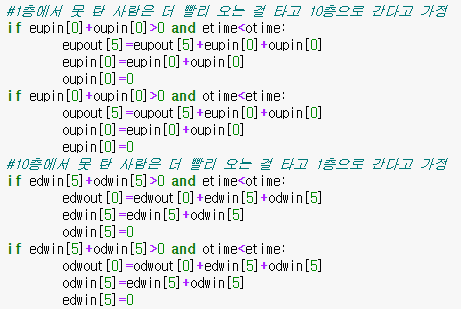 #1층에서 못 탄 사람은 더 빨리 오는 걸 타고 10층으로 간다고 가정
if eupin[0]+oupin[0]>0 and etime<otime:
eupout[5]=eupout[5]+eupin[0]+oupin[0]
eupin[0]=eupin[0]+oupin[0]
oupin[0]=0
if eupin[0]+oupin[0]>0 and otime<etime:
oupout[5]=oupout[5]+eupin[0]+oupin[0]
oupin[0]=eupin[0]+oupin[0]
eupin[0]=0
#10층에서 못 탄 사람은 더 빨리 오는 걸 타고 1층으로 간다고 가정
if edwin[5]+odwin[5]>0 and etime<otime:
edwout[0]=edwout[0]+edwin[5]+odwin[5]
edwin[5]=edwin[5]+odwin[5]
odwin[5]=0
if edwin[5]+odwin[5]>0 and otime<etime:
odwout[0]=odwout[0]+edwin[5]+odwin[5]
odwin[5]=edwin[5]+odwin[5]
edwin[5]=0